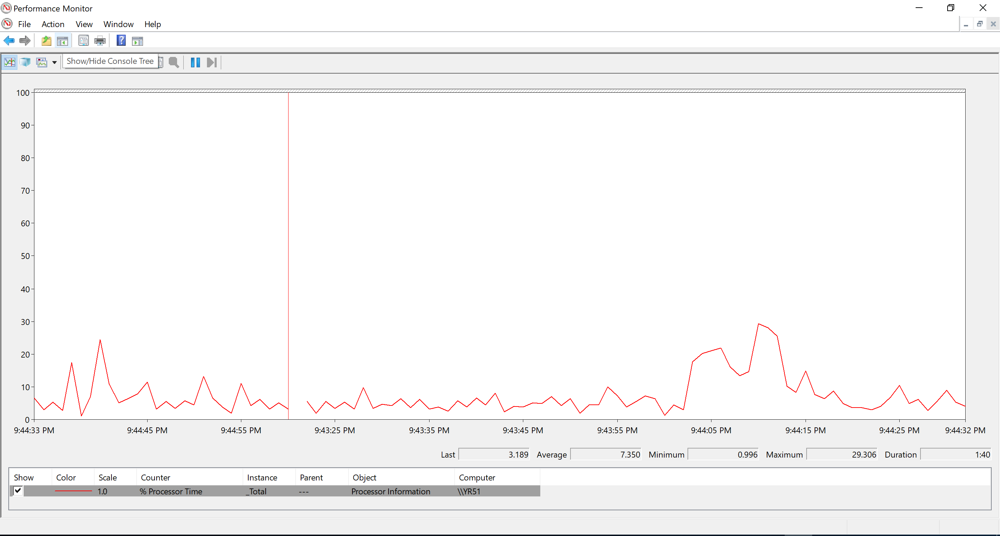 Performance Monitor
File Action View Window Help
Show/Hide Console Tree
100
90
80
70
60
50
40
30
20
10
0
9:44:33 PM 9:44:45 PM 9:44:55 PM 9:43:25 PM 9:43:35 PM 9:43:45 PM 9:43:55 PM 9:44:05 PM 9:44:15 PM 9:44:25 PM 9:44:32 PM
Last 3.189 Average 7.350 Minimum 0.996 Maximum 29.306 Duration 1:40
Show Color Scale Counter Instance Parent Object Computer
1.0 % Processor Time _Total --- Processor Information \\YR51